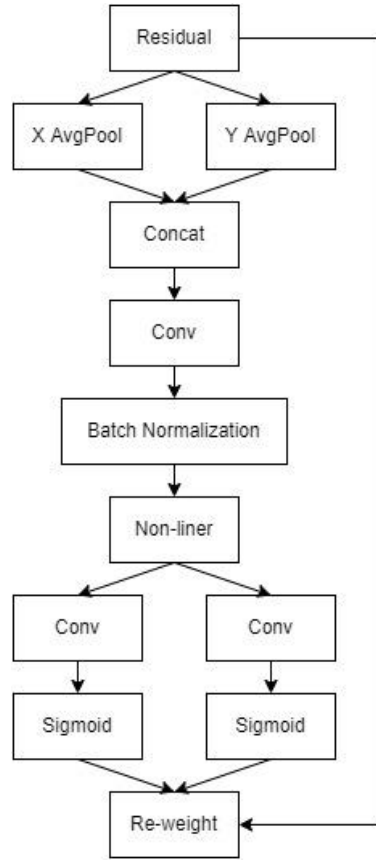 Residual
X AvgPool
Y AvgPool
Concat
Conv
Batch Normalization
Non-liner
Conv
Conv
Sigmoid
Sigmoid
Re-weight